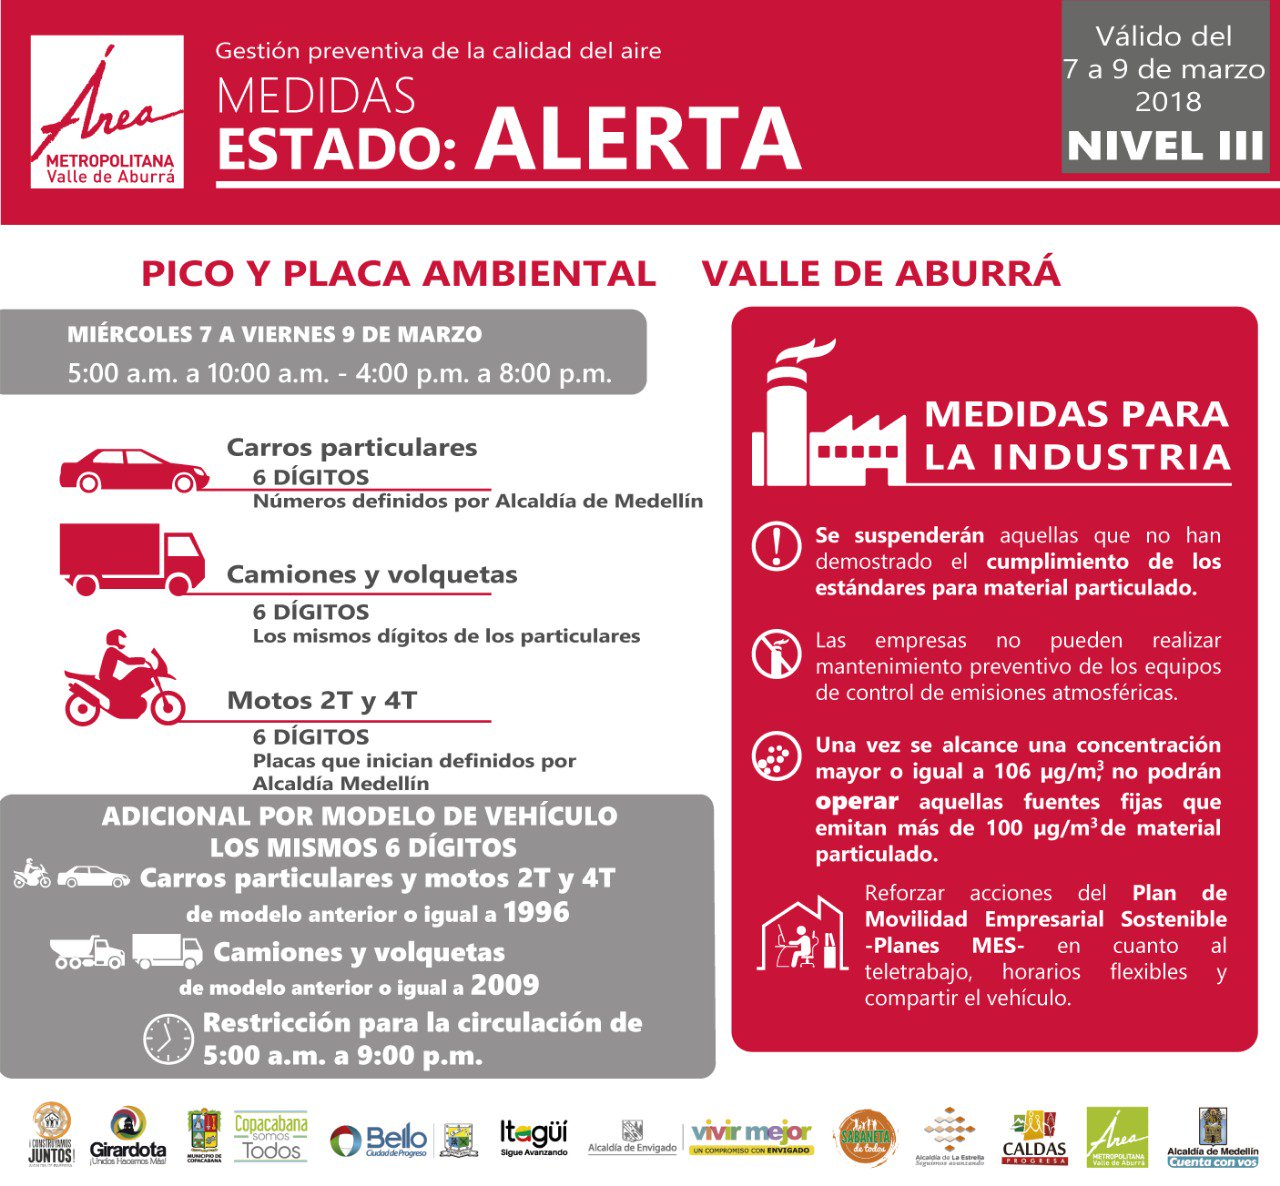 Área
METROPOLITANA
Valle de Aburrá
Gestión preventiva de la calidad del aire
MEDIDAS
ESTADO: ALERTA
Válido del
7 a 9 de marzo
2018
NIVEL III
PICO Y PLACA AMBIENTAL VALLE DE ABURRÁ
MIÉRCOLES 7 A VIERNES 9 DE MARZO
5:00 a.m. a 10:00 a.m. - 4:00 p.m. a 8:00 p.m.
Carros particulares
6 DÍGITOS
Números definidos por Alcaldía de Medellín
Camiones y volquetas
6 DÍGITOS
Los mismos dígitos de los particulares
Motos 2T y 4T
6 DÍGITOS
Placas que inician definidos por
Alcaldía Medellín
ADICIONAL POR MODELO DE VEHÍCULO
LOS MISMOS 6 DÍGITOS
Carros particulares y motos 2T y 4T
de modelo anterior o igual a 1996
Camiones y volquetas
de modelo anterior o igual a 2009
Restricción para la circulación de
5:00 a.m. a 9:00 p.m.
MEDIDAS PARA
LA INDUSTRIA
Se suspenderán aquellas que no han
demostrado el cumplimiento de los
estándares para material particulado.
Las empresas no pueden realizar
mantenimiento preventivo de los equipos
de control de emisiones atmosféricas.
Una vez se alcance una concentración
mayor o igual a 106 µg/m³, no podrán
operar aquellas fuentes fijas que
emitan más de 100 µg/m³ de material
particulado.
Reforzar acciones del Plan de
Movilidad Empresarial Sostenible
-Planes MES- en cuanto al
teletrabajo, horarios flexibles y
compartir el vehículo.
¡CONSTRUYAMOS
JUNTOS!
Girardota
¡Unidos Hacemos Más!
MUNICIPIO DE
COPACABANA
Copacabana
somos
Todos
Bello
Ciudad de Progreso
Itagüí
Sigue Avanzando
Alcaldía de Envigado
vivir mejor
UN COMPROMISO CON ENVIGADO
SABANETA
de todos
Alcaldía de La Estrella
Seguimos avanzando
CALDAS
PROGRESA
Área
METROPOLITANA
Valle de Aburrá
Alcaldía de Medellín
Cuenta con vos